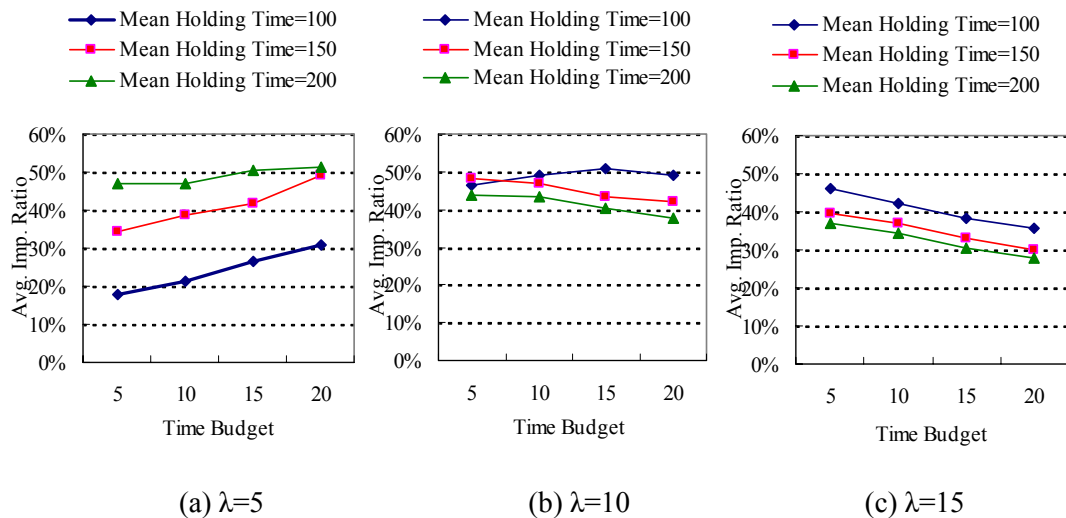 Mean Holding Time=100
Mean Holding Time=150
Mean Holding Time=200
Avg. Imp. Ratio
60%
50%
40%
30%
20%
10%
0%
5 10 15 20
Time Budget
(a) λ=5
Mean Holding Time=100
Mean Holding Time=150
Mean Holding Time=200
Avg. Imp. Ratio
60%
50%
40%
30%
20%
10%
0%
5 10 15 20
Time Budget
(b) λ=10
Mean Holding Time=100
Mean Holding Time=150
Mean Holding Time=200
Avg. Imp. Ratio
60%
50%
40%
30%
20%
10%
0%
5 10 15 20
Time Budget
(c) λ=15